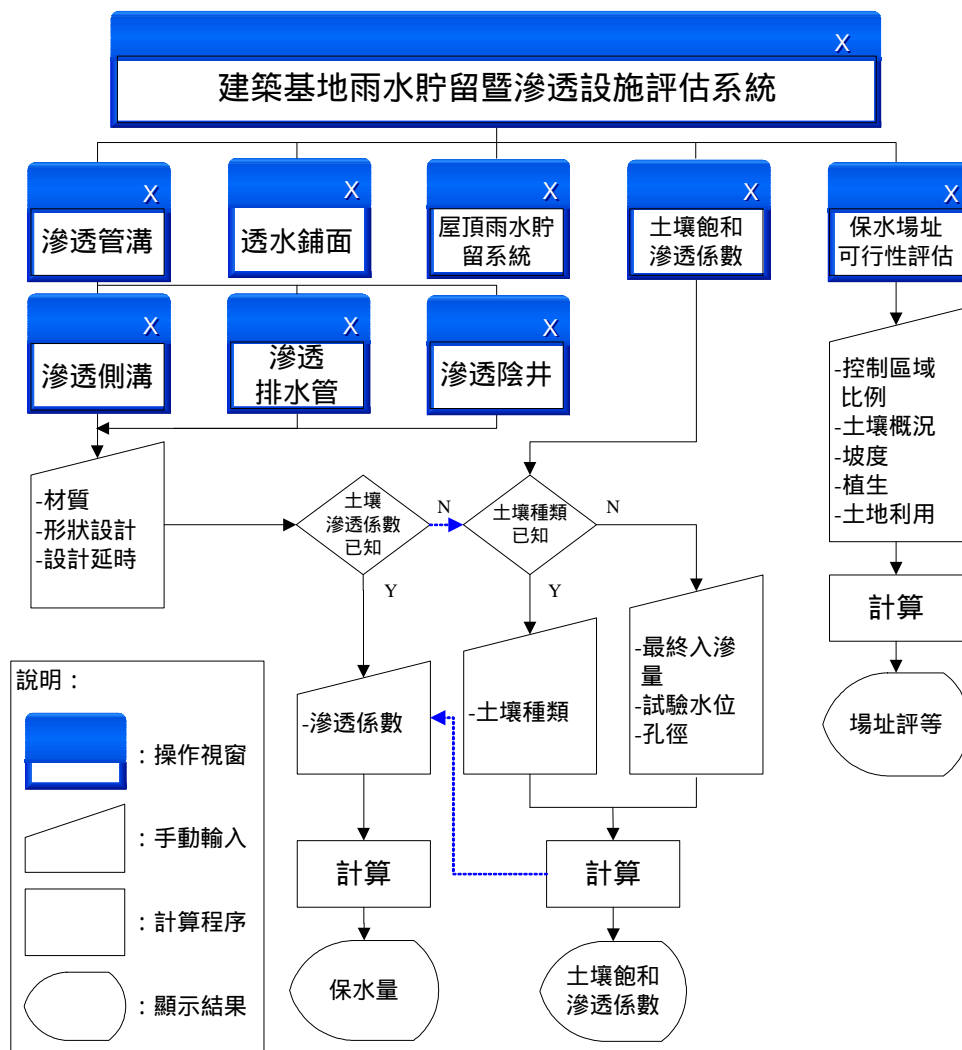 X
建築基地雨水貯留暨滲透設施評估系統
X
滲透管溝
X
透水鋪面
X
屋頂雨水貯
留系統
X
土壤飽和
滲透係數
X
保水場址
可行性評估
X
滲透側溝
X
滲透
排水管
X
滲透陰井
-控制區域
比例
-土壤概況
-坡度
-植生
-土地利用
-材質
-形狀設計
-設計延時
土壤
滲透係數
已知
N
土壤種類
已知
N
Y
Y
計算
-滲透係數
-土壤種類
-最終入滲
量
-試驗水位
-孔徑
場址評等
計算
計算
保水量
土壤飽和
滲透係數
說明：
：操作視窗
：手動輸入
：計算程序
：顯示結果